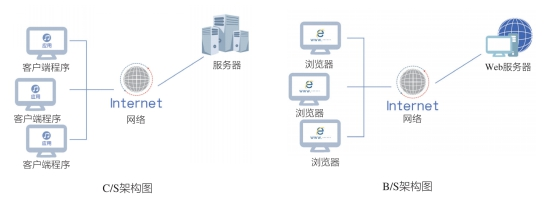 应用
客户端程序
应用
客户端程序
应用
客户端程序
Internet
网络
服务器
C/S架构图
浏览器
浏览器
浏览器
Internet
网络
Web服务器
B/S架构图